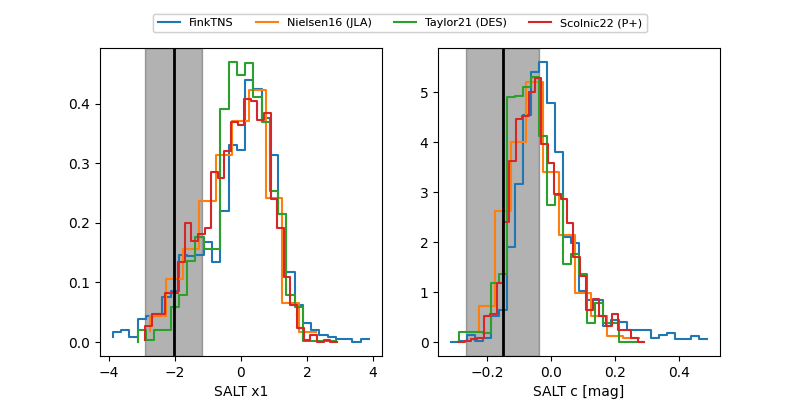 FinkTNS Nielsen16 (JLA) Taylor21 (DES) Scolnic22 (P+)
0.4
0.3
0.2
0.1
0.0
−4 −2 0 2 4
SALT x1
5
4
3
2
1
0
−0.2 0.0 0.2 0.4
SALT c [mag]